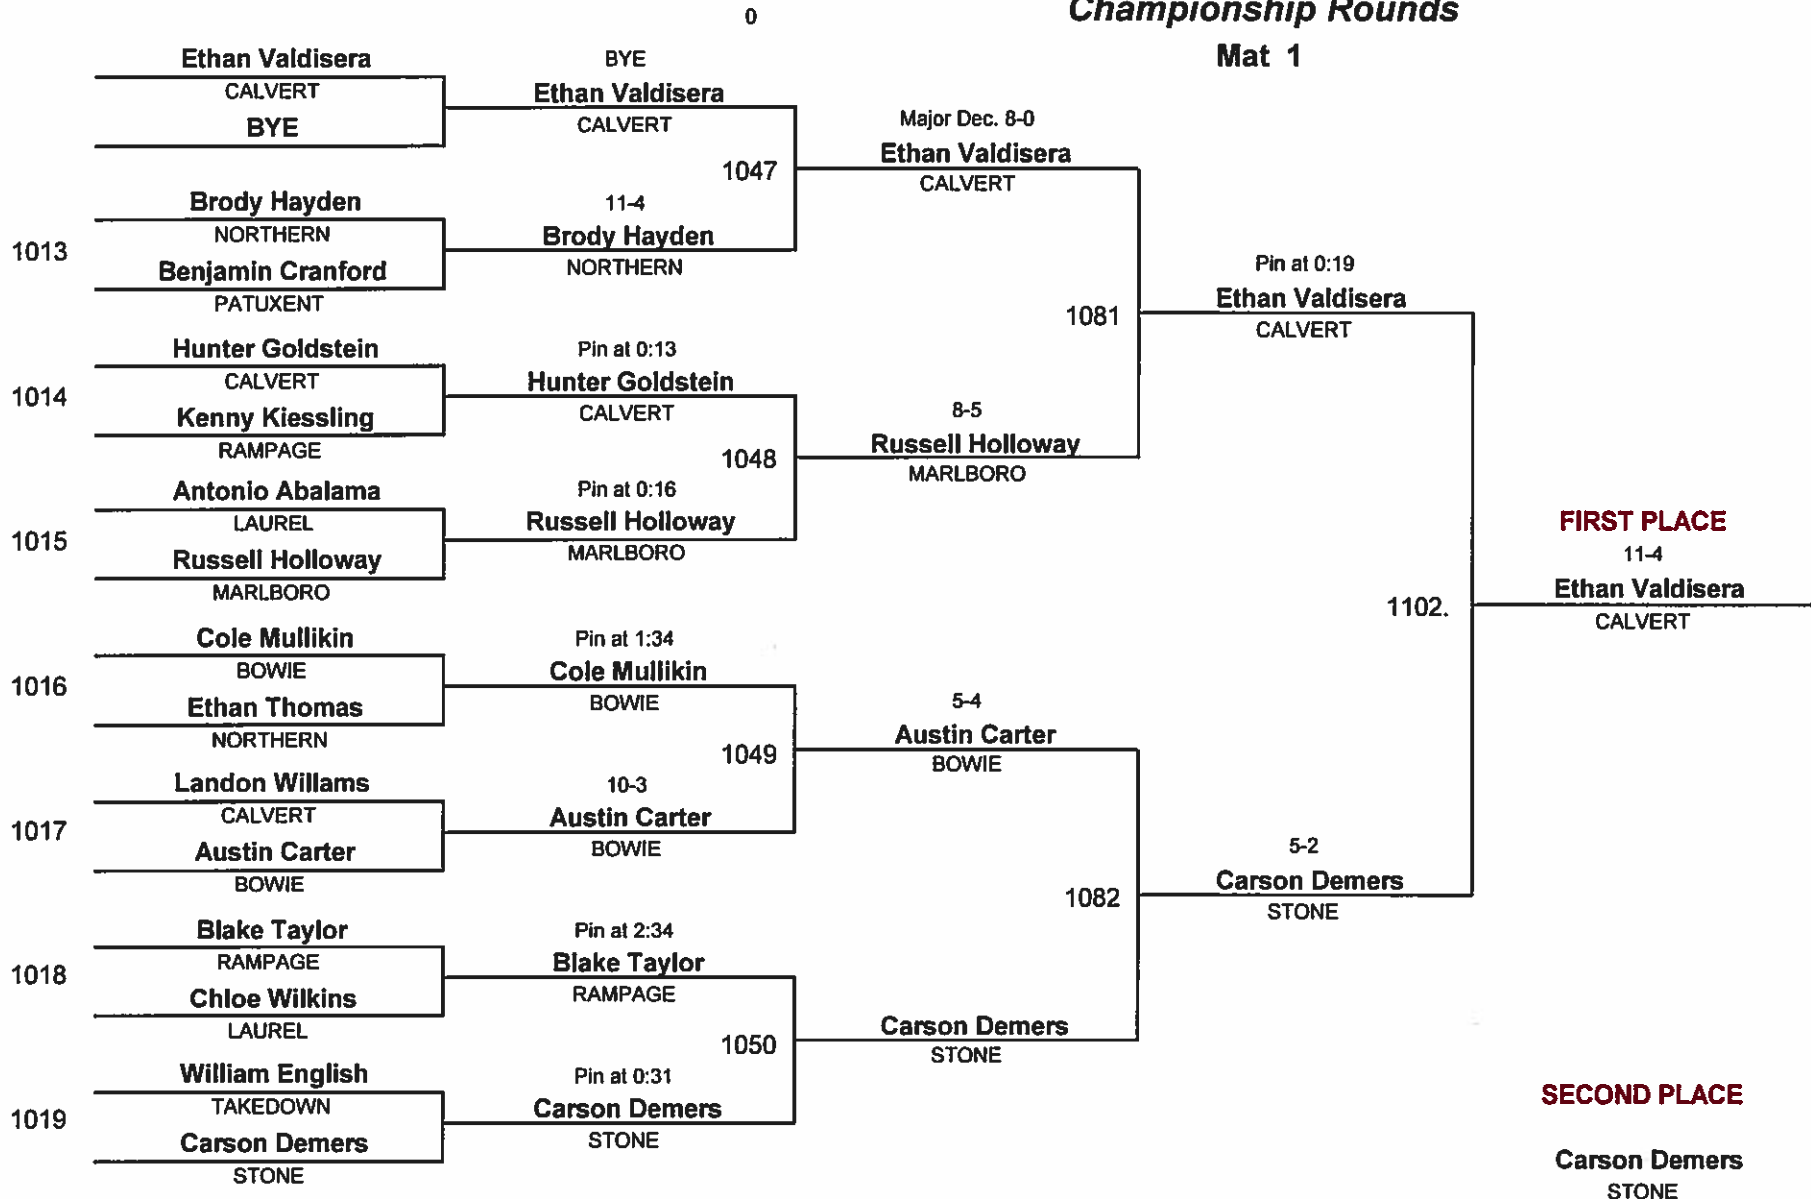 0
Championship Rounds
Mat 1
Ethan Valdisera
CALVERT
BYE
1013
Brody Hayden
NORTHERN
Benjamin Cranford
PATUXENT
1014
Hunter Goldstein
CALVERT
Kenny Kiessling
RAMPAGE
1015
Antonio Abalama
LAUREL
Russell Holloway
MARLBORO
1016
Cole Mullikin
BOWIE
Ethan Thomas
NORTHERN
1017
Landon Willams
CALVERT
Austin Carter
BOWIE
1018
Blake Taylor
RAMPAGE
Chloe Wilkins
LAUREL
1019
William English
TAKEDOWN
Carson Demers
STONE
BYE
Ethan Valdisera
CALVERT
1047
11-4
Brody Hayden
NORTHERN
Pin at 0:13
Hunter Goldstein
CALVERT
1048
Pin at 0:16
Russell Holloway
MARLBORO
Pin at 1:34
Cole Mullikin
BOWIE
1049
10-3
Austin Carter
BOWIE
Pin at 2:34
Blake Taylor
RAMPAGE
1050
Pin at 0:31
Carson Demers
STONE
Major Dec. 8-0
Ethan Valdisera
CALVERT
1081
8-5
Russell Holloway
MARLBORO
5-4
Austin Carter
BOWIE
1082
Carson Demers
STONE
Pin at 0:19
Ethan Valdisera
CALVERT
1102.
5-2
Carson Demers
STONE
FIRST PLACE
11-4
Ethan Valdisera
CALVERT
SECOND PLACE
Carson Demers
STONE